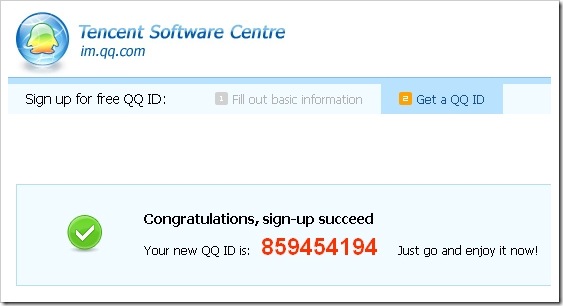 Tencent Software Centre
im.qq.com
Sign up for free QQ ID: 1 Fill out basic information 2 Get a QQ ID
Congratulations, sign-up succeed
Your new QQ ID is: 859454194 Just go and enjoy it now!